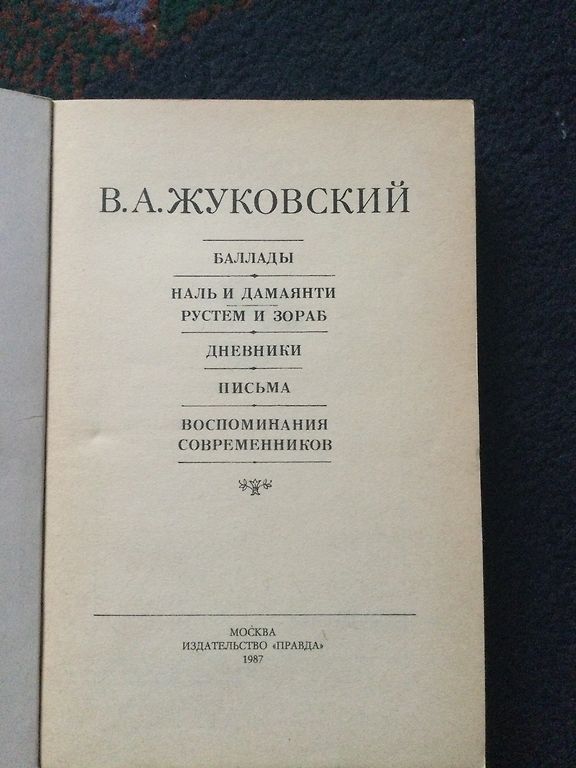 В.А.ЖУКОВСКИЙ
БАЛЛАДЫ
НАЛЬ И ДАМАЯНТИ
РУСТЕМ И ЗОРАБ
ДНЕВНИКИ
ПИСЬМА
ВОСПОМИНАНИЯ
СОВРЕМЕННИКОВ
МОСКВА
ИЗДАТЕЛЬСТВО «ПРАВДА»
1987